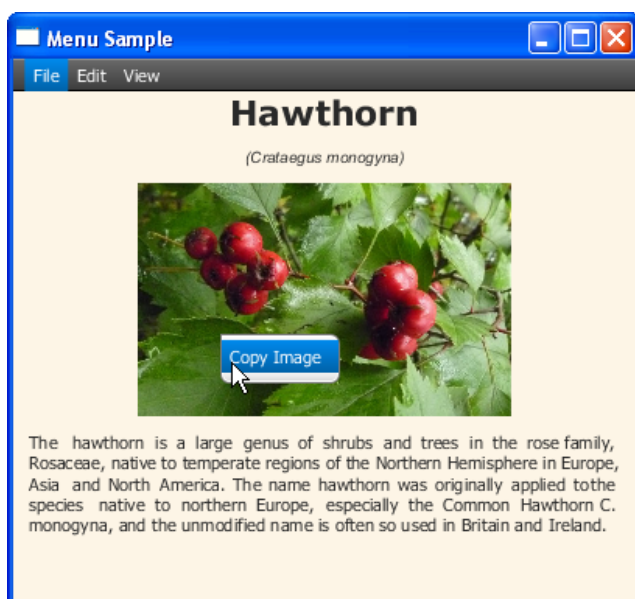 Menu Sample
File Edit View
Hawthorn
(Crataegus monogyna)
Copy Image
The hawthorn is a large genus of shrubs and trees in the rose family,
Rosaceae, native to temperate regions of the Northern Hemisphere in Europe,
Asia and North America. The name hawthorn was originally applied tothe
species native to northern Europe, especially the Common Hawthorn C.
monogyna, and the unmodified name is often so used in Britain and Ireland.